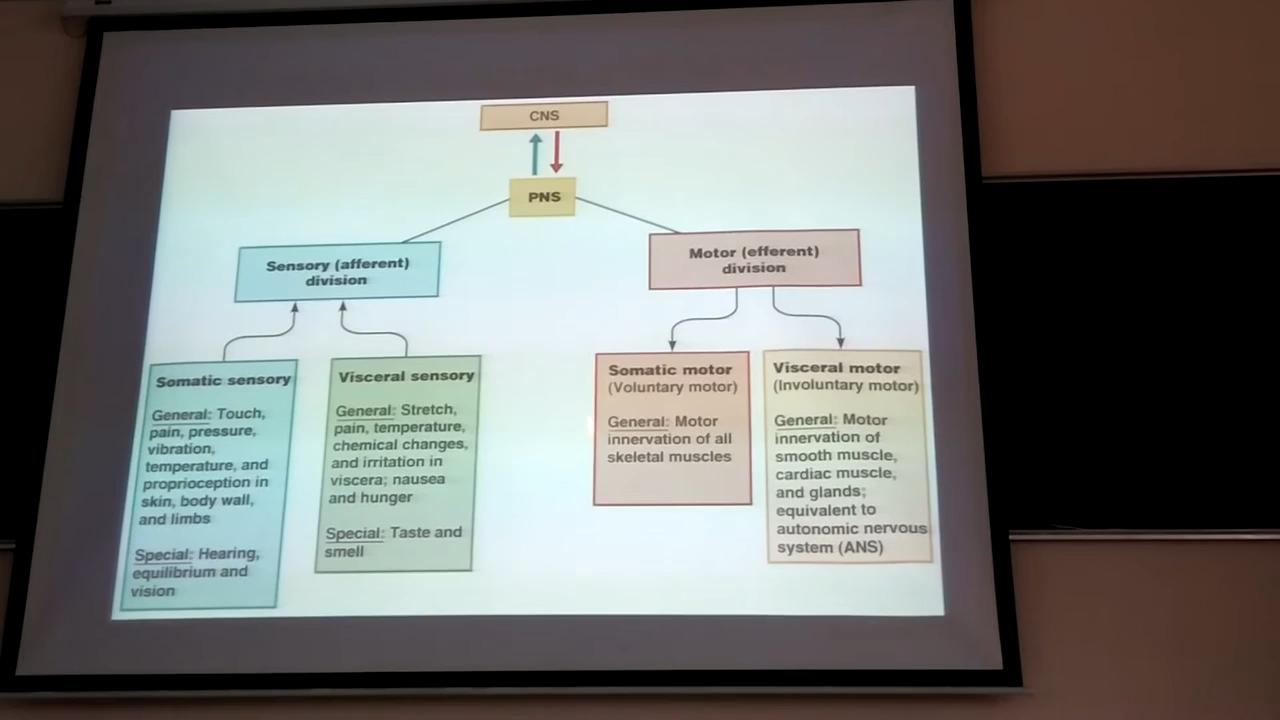 CNS
PNS
Sensory (afferent)
division
Motor (efferent)
division
Somatic sensory
General: Touch,
pain, pressure,
vibration,
temperature, and
proprioception in
skin, body wall,
and limbs
Special: Hearing,
equilibrium and
vision
Visceral sensory
General: Stretch,
pain, temperature,
chemical changes,
and irritation in
viscera; nausea
and hunger
Special: Taste and
smell
Somatic motor
(Voluntary motor)
General: Motor
innervation of all
skeletal muscles
Visceral motor
(Involuntary motor)
General: Motor
innervation of
smooth muscle,
cardiac muscle,
and glands;
equivalent to
autonomic nervous
system (ANS)